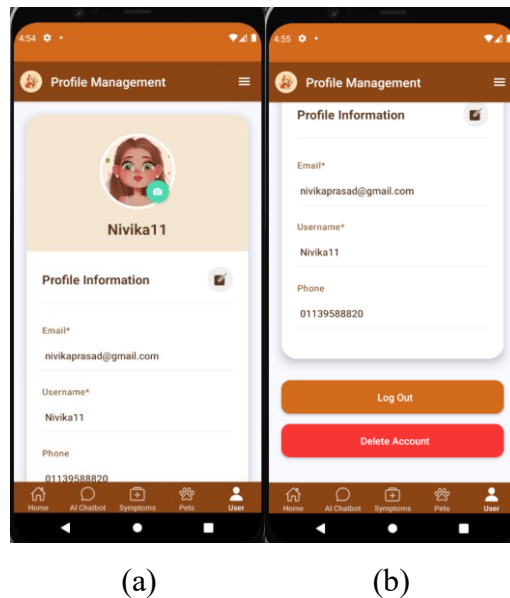 4:54
Profile Management
Nivika11
Profile Information
Email*
nivikaprasad@gmail.com
Username*
Nivika11
Phone
01139588820
Home AI Chatbot Symptoms Pets User
(a)
4:55
Profile Management
Profile Information
Email*
nivikaprasad@gmail.com
Username*
Nivika11
Phone
01139588820
Log Out
Delete Account
Home AI Chatbot Symptoms Pets User
(b)